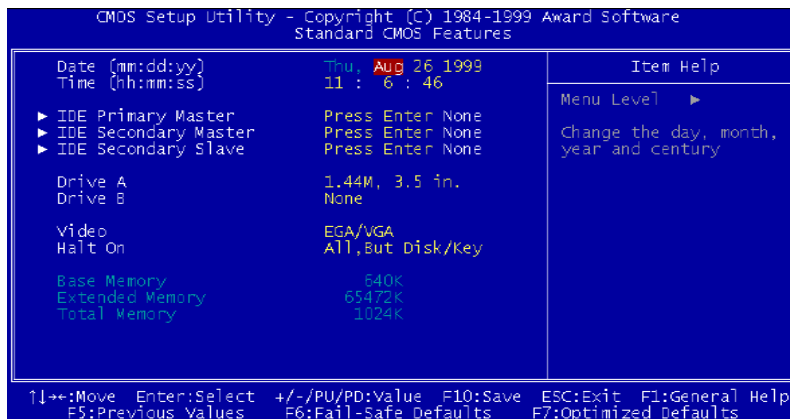 CMOS Setup Utility - Copyright (C) 1984-1999 Award Software
Standard CMOS Features
Date (mm:dd:yy) Thu, Aug 26 1999
Time (hh:mm:ss) 11 : 6 : 46
► IDE Primary Master Press Enter None
► IDE Secondary Master Press Enter None
► IDE Secondary Slave Press Enter None
Drive A 1.44M, 3.5 in.
Drive B None
Video EGA/VGA
Halt On All,But Disk/Key
Base Memory 640K
Extended Memory 65472K
Total Memory 1024K
Item Help
Menu Level ►
Change the day, month,
year and century
↑↓→←:Move Enter:Select +/-/PU/PD:Value F10:Save ESC:Exit F1:General Help
F5:Previous Values F6:Fail-Safe Defaults F7:Optimized Defaults